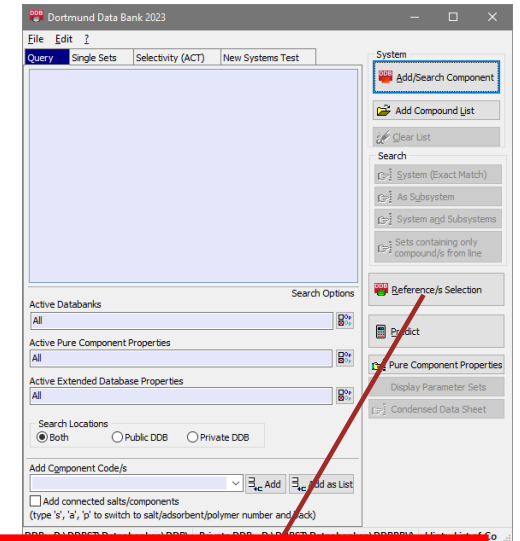 Dortmund Data Bank 2023
File Edit ?
Query Single Sets Selectivity (ACT) New Systems Test
System
Add/Search Component
Add Compound List
Clear List
Search
System (Exact Match)
As Subsystem
System and Subsystems
Sets containing only
compound/s from line
Search Options
Reference/s Selection
Active Databanks
All
Predict
Active Pure Component Properties
All
Pure Component Properties
Active Extended Database Properties
Display Parameter Sets
All
Condensed Data Sheet
Search Locations
Both Public DDB Private DDB
Add Component Code/s
Add Add as List
Add connected salts/components
(type 's', 'a', 'p' to switch to salt/adsorbent/polymer number and back)